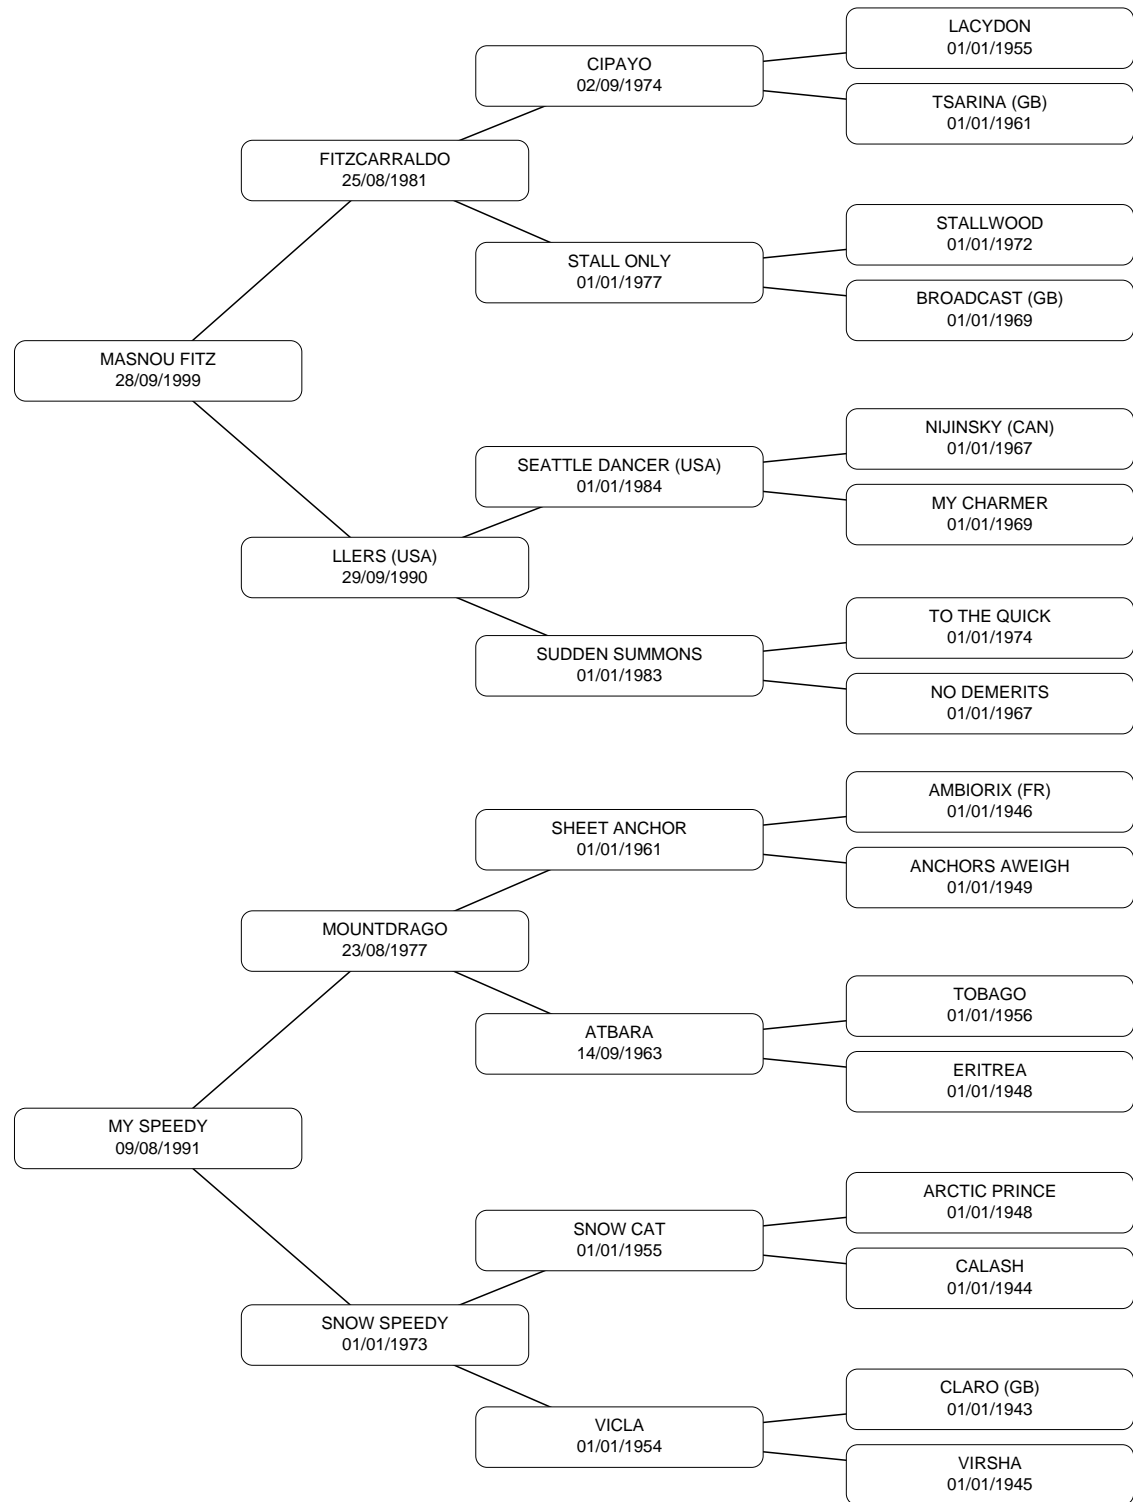 LACYDON
01/01/1955
CIPAYO
02/09/1974
TSARINA (GB)
01/01/1961
FITZCARRALDO
25/08/1981
STALLWOOD
01/01/1972
STALL ONLY
01/01/1977
BROADCAST (GB)
01/01/1969
MASNOU FITZ
28/09/1999
NIJINSKY (CAN)
01/01/1967
SEATTLE DANCER (USA)
01/01/1984
MY CHARMER
01/01/1969
LLERS (USA)
29/09/1990
TO THE QUICK
01/01/1974
SUDDEN SUMMONS
01/01/1983
NO DEMERITS
01/01/1967
AMBIORIX (FR)
01/01/1946
SHEET ANCHOR
01/01/1961
ANCHORS AWEIGH
01/01/1949
MOUNTDRAGO
23/08/1977
TOBAGO
01/01/1956
ATBARA
14/09/1963
ERITREA
01/01/1948
MY SPEEDY
09/08/1991
ARCTIC PRINCE
01/01/1948
SNOW CAT
01/01/1955
CALASH
01/01/1944
SNOW SPEEDY
01/01/1973
CLARO (GB)
01/01/1943
VICLA
01/01/1954
VIRSHA
01/01/1945